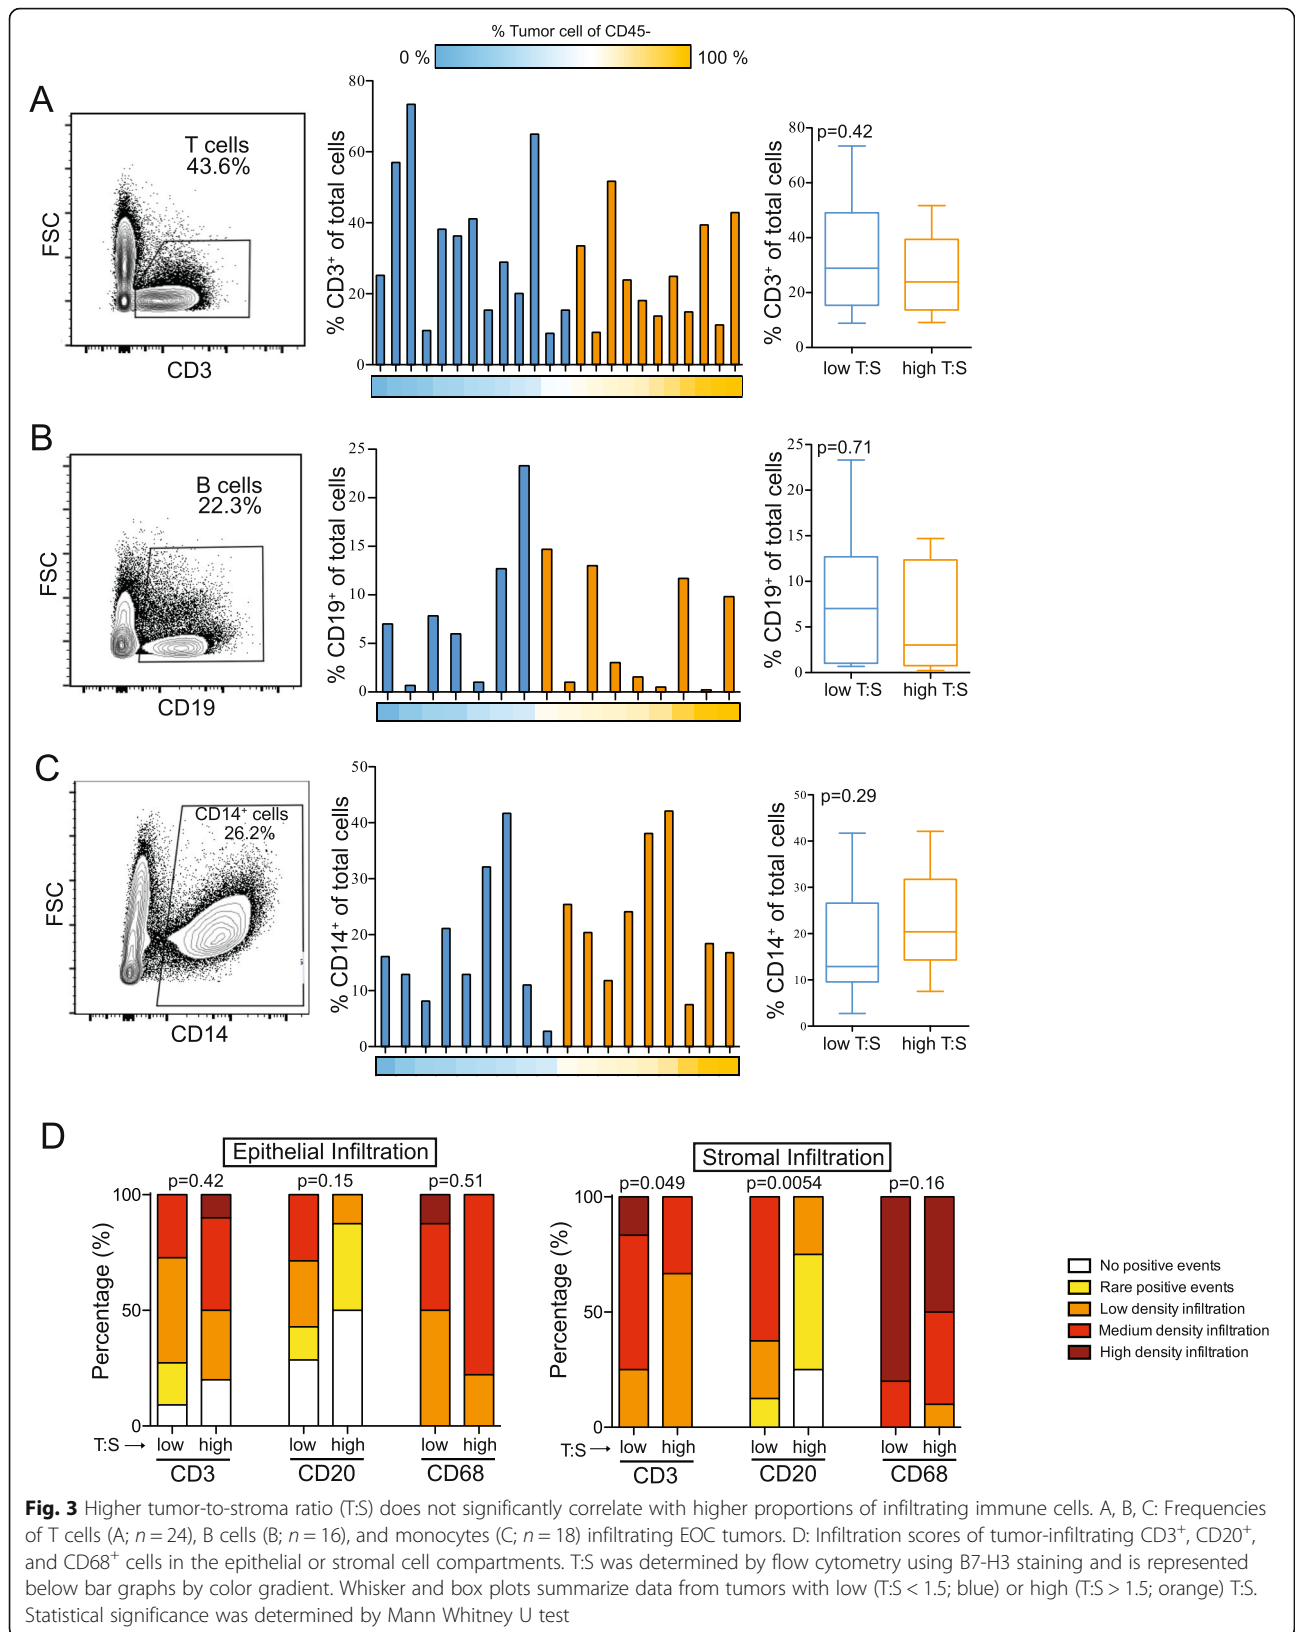 % Tumor cell of CD45-
0 %
100 %
A
T cells
43.6%
FSC
CD3
% CD3+ of total cells
80
60
40
20
0
% CD3+ of total cells
80
60
40
20
0
p=0.42
low T:S
high T:S
B
B cells
22.3%
FSC
CD19
% CD19+ of total cells
25
20
15
10
5
0
% CD19+ of total cells
25
20
15
10
5
0
p=0.71
low T:S
high T:S
C
CD14+ cells
26.2%
FSC
CD14
% CD14+ of total cells
50
40
30
20
10
0
% CD14+ of total cells
50
40
30
20
10
0
p=0.29
low T:S
high T:S
D
Epithelial Infiltration
p=0.42
p=0.15
p=0.51
Percentage (%)
100
50
0
T:S → low high low high low high
CD3
CD20
CD68
Stromal Infiltration
p=0.049
p=0.0054
p=0.16
Percentage (%)
100
50
0
T:S → low high low high low high
CD3
CD20
CD68
No positive events
Rare positive events
Low density infiltration
Medium density infiltration
High density infiltration
Fig. 3 Higher tumor-to-stroma ratio (T:S) does not significantly correlate with higher proportions of infiltrating immune cells. A, B, C: Frequencies
of T cells (A; n = 24), B cells (B; n = 16), and monocytes (C; n = 18) infiltrating EOC tumors. D: Infiltration scores of tumor-infiltrating CD3+, CD20+,
and CD68+ cells in the epithelial or stromal cell compartments. T:S was determined by flow cytometry using B7-H3 staining and is represented
below bar graphs by color gradient. Whisker and box plots summarize data from tumors with low (T:S < 1.5; blue) or high (T:S > 1.5; orange) T:S.
Statistical significance was determined by Mann Whitney U test